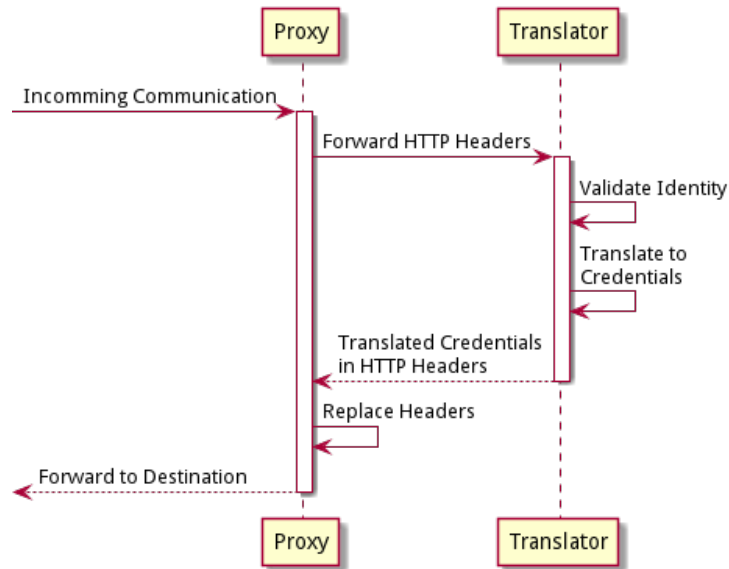 Proxy
Translator
Incomming Communication
Forward HTTP Headers
Validate Identity
Translate to
Credentials
Translated Credentials
in HTTP Headers
Replace Headers
Forward to Destination
Proxy
Translator